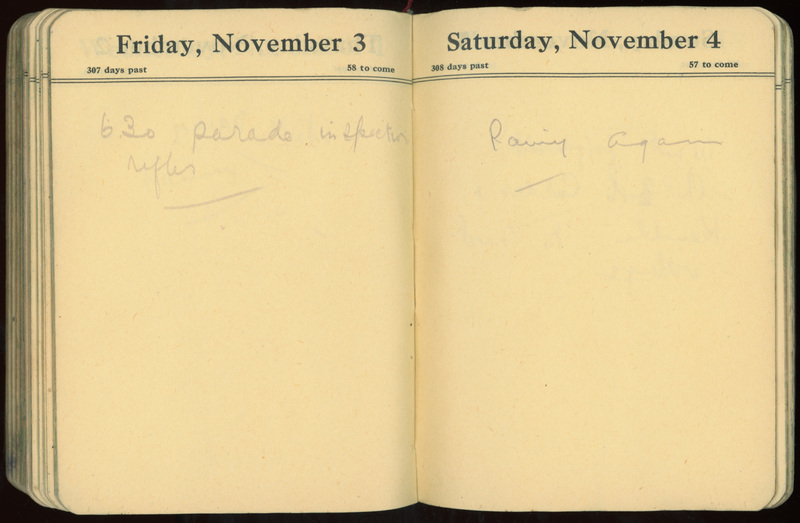 Friday, November 3
307 days past 58 to come
6.30 parade inspection
rifles
Saturday, November 4
308 days past 57 to come
Rainy again